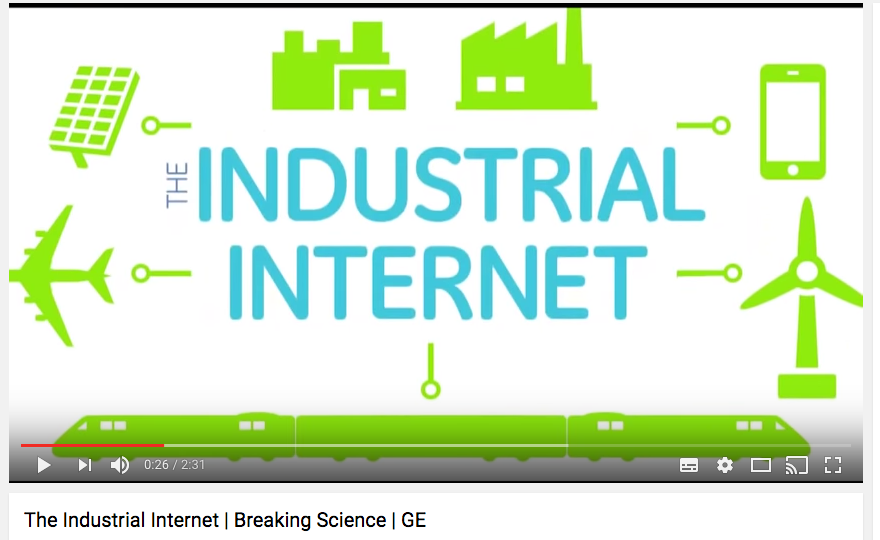 THE
INDUSTRIAL
INTERNET
0:26 / 2:31
The Industrial Internet | Breaking Science | GE